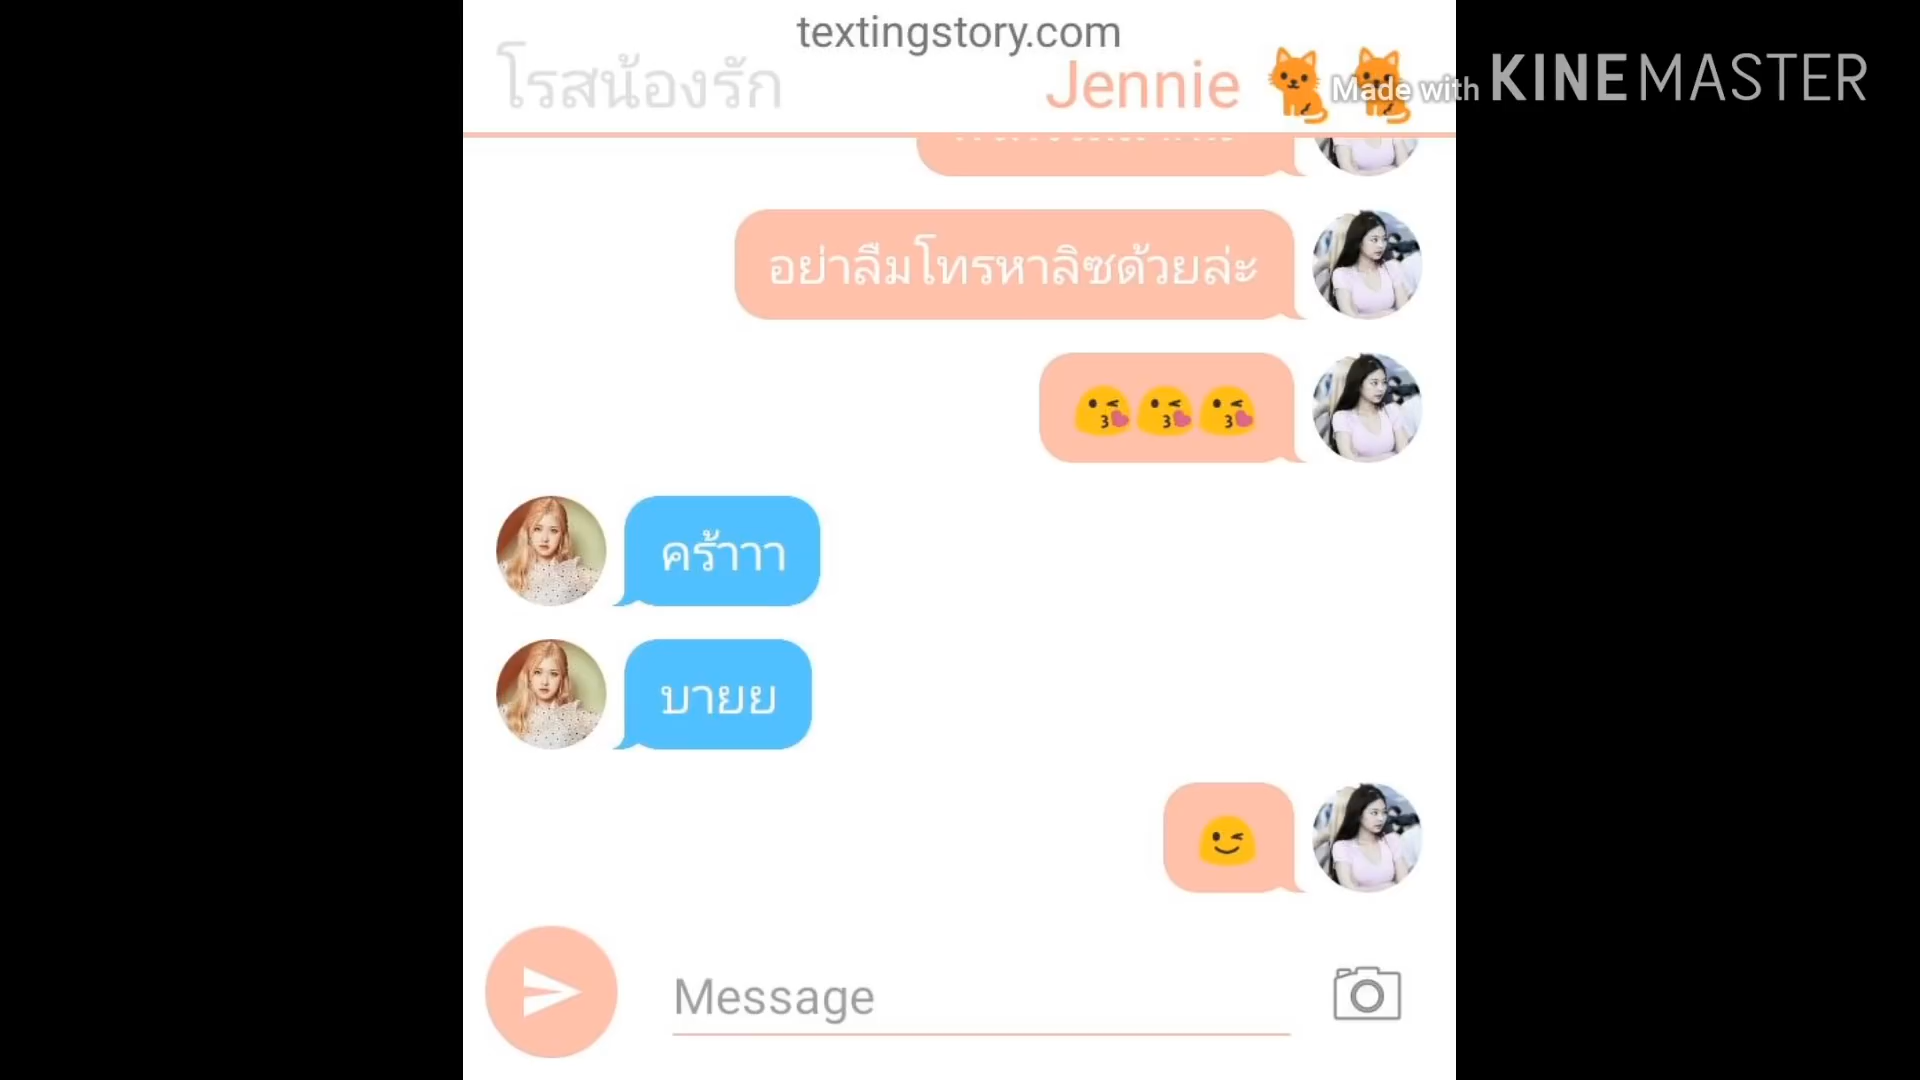 textingstory.com
โรสน้องรัก
Jennie 🐈🐈
Made with KINEMASTER
อย่าลืมโทรหาลิซด้วยล่ะ
😘😘😘
คร้าาา
บายย
😉
Message